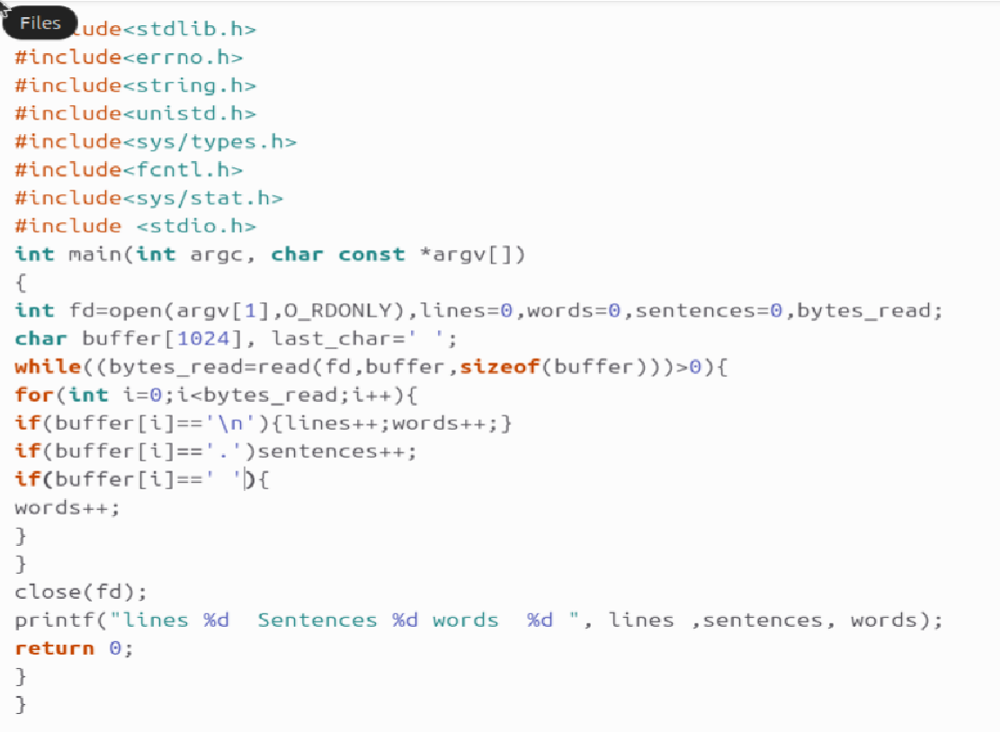 Files
lude<stdlib.h>
#include<errno.h>
#include<string.h>
#include<unistd.h>
#include<sys/types.h>
#include<fcntl.h>
#include<sys/stat.h>
#include <stdio.h>
int main(int argc, char const *argv[])
{
int fd=open(argv[1],O_RDONLY),lines=0,words=0,sentences=0,bytes_read;
char buffer[1024], last_char=' ';
while((bytes_read=read(fd,buffer,sizeof(buffer)))>0){
for(int i=0;i<bytes_read;i++){
if(buffer[i]=='\n'){lines++;words++;}
if(buffer[i]=='.')sentences++;
if(buffer[i]==' '){
words++;
}
}
close(fd);
printf("lines %d  Sentences %d words  %d ", lines ,sentences, words);
return 0;
}
}